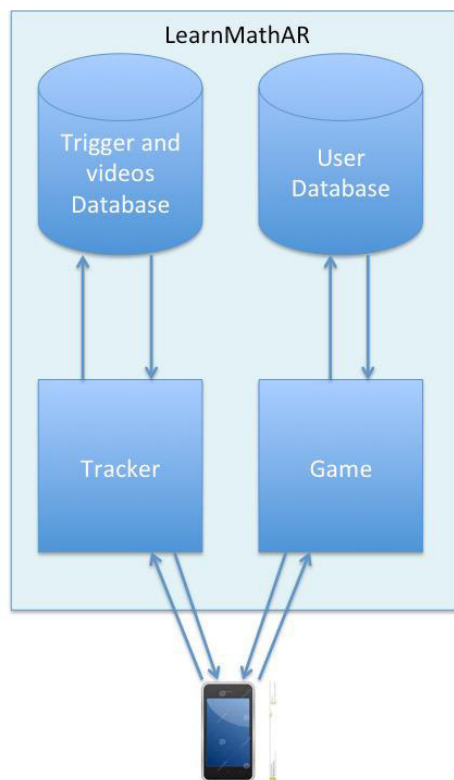 LearnMathAR
Trigger and
videos
Database
User
Database
Tracker
Game